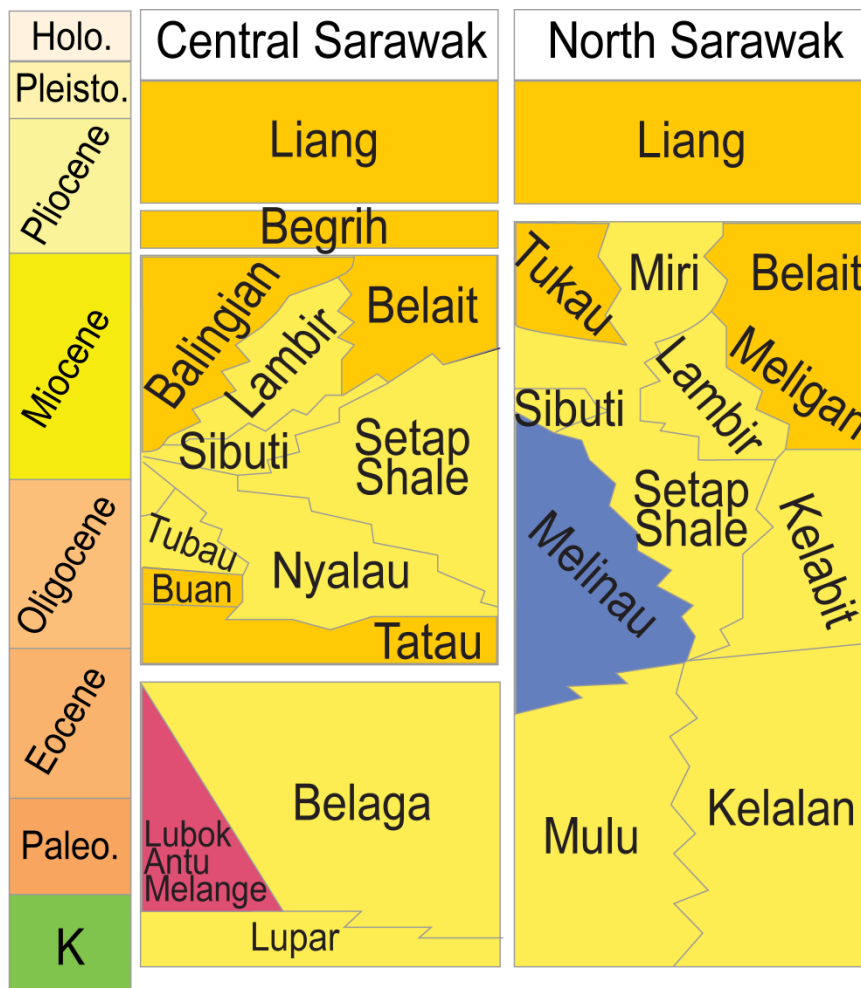 Holo.
Pleisto.
Pliocene
Miocene
Oligocene
Eocene
Paleo.
K
Central Sarawak
Liang
Begrih
Balingian
Lambir
Belait
Sibuti
Setap
Shale
Tubau
Nyalau
Buan
Tatau
Lubok
Antu
Melange
Belaga
Lupar
North Sarawak
Liang
Tukau
Miri
Belait
Meligan
Lambir
Sibuti
Setap
Shale
Kelabit
Melinau
Mulu
Kelalan